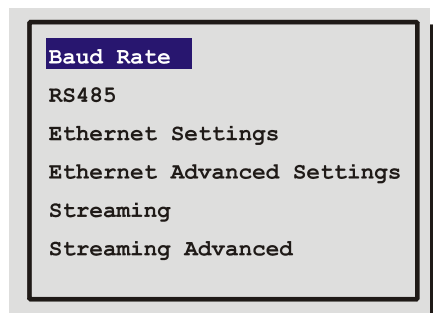 Baud Rate
RS485
Ethernet Settings
Ethernet Advanced Settings
Streaming
Streaming Advanced